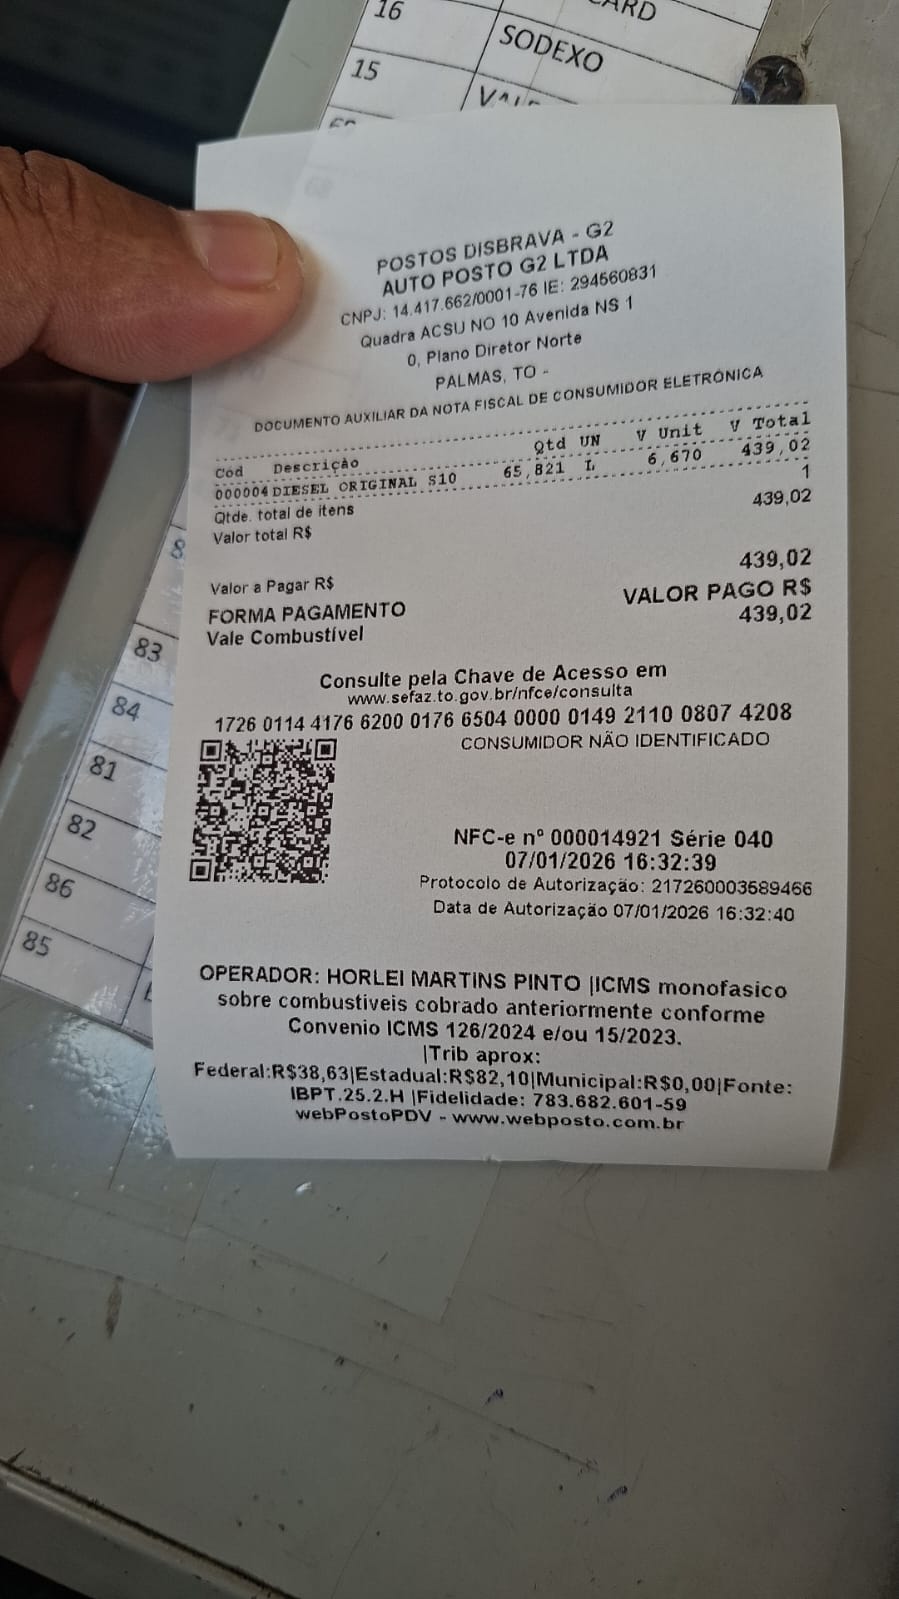 16
CARD
15
SODEXO
POSTOS DISBRAVA - G2
AUTO POSTO G2 LTDA
CNPJ: 14.417.662/0001-76 IE: 294560831
Quadra ACSU NO 10 Avenida NS 1
0, Plano Diretor Norte
PALMAS, TO -
DOCUMENTO AUXILIAR DA NOTA FISCAL DE CONSUMIDOR ELETRÔNICA
Cod Descrição Qtd UN V Unit V Total
000004 DIESEL ORIGINAL S10 65,821 L 6,670 439,02
Qtde. total de itens 1
Valor total R$ 439,02
Valor a Pagar R$ 439,02
FORMA PAGAMENTO VALOR PAGO R$
Vale Combustível 439,02
Consulte pela Chave de Acesso em
www.sefaz.to.gov.br/nfce/consulta
1726 0114 4176 6200 0176 6504 0000 0149 2110 0807 4208
CONSUMIDOR NÃO IDENTIFICADO
NFC-e nº 000014921 Série 040
07/01/2026 16:32:39
Protocolo de Autorização: 217260003689466
Data de Autorização 07/01/2026 16:32:40
OPERADOR: HORLEI MARTINS PINTO |ICMS monofasico
sobre combustiveis cobrado anteriormente conforme
Convenio ICMS 126/2024 e/ou 15/2023.
|Trib aprox:
Federal:R$38,63|Estadual:R$82,10|Municipal:R$0,00|Fonte:
IBPT.25.2.H |Fidelidade: 783.682.601-59
webPostoPDV - www.webposto.com.br
83
84
81
82
86
85